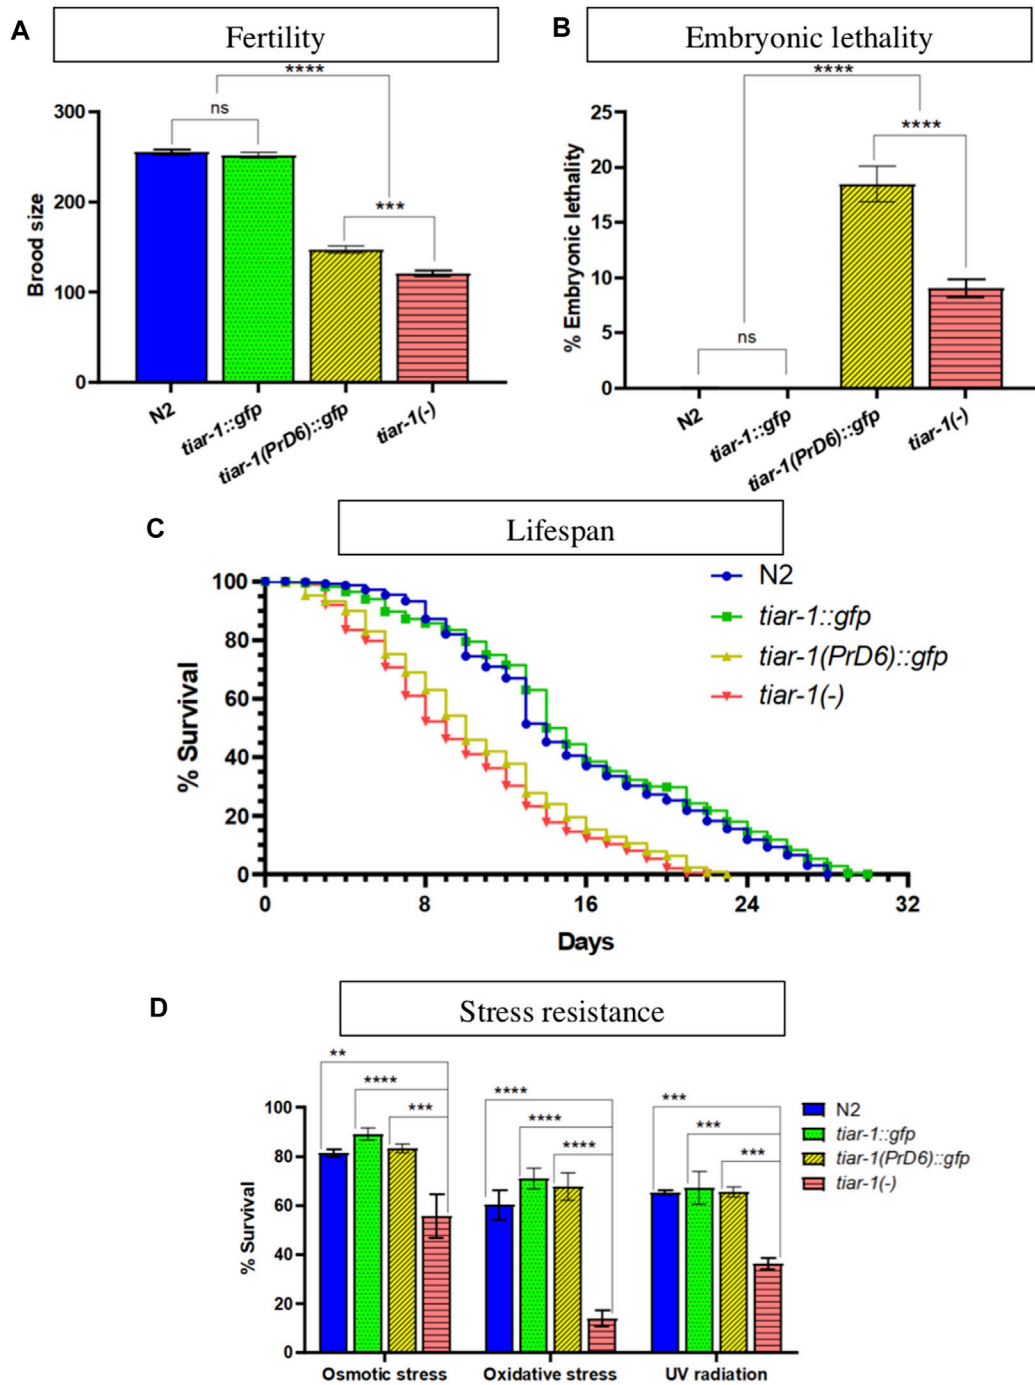 A
Fertility
****
ns
***
300
200
100
0
Brood size
N2
tiar-1::gfp
tiar-1(PrD6)::gfp
tiar-1(-)
B
Embryonic lethality
****
****
ns
25
20
15
10
5
0
% Embryonic lethality
N2
tiar-1::gfp
tiar-1(PrD6)::gfp
tiar-1(-)
C
Lifespan
N2
tiar-1::gfp
tiar-1(PrD6)::gfp
tiar-1(-)
100
80
60
40
20
0
% Survival
0 8 16 24 32
Days
D
Stress resistance
**
****
***
****
****
****
***
***
***
N2
tiar-1::gfp
tiar-1(PrD6)::gfp
tiar-1(-)
100
80
60
40
20
0
% Survival
Osmotic stress Oxidative stress UV radiation